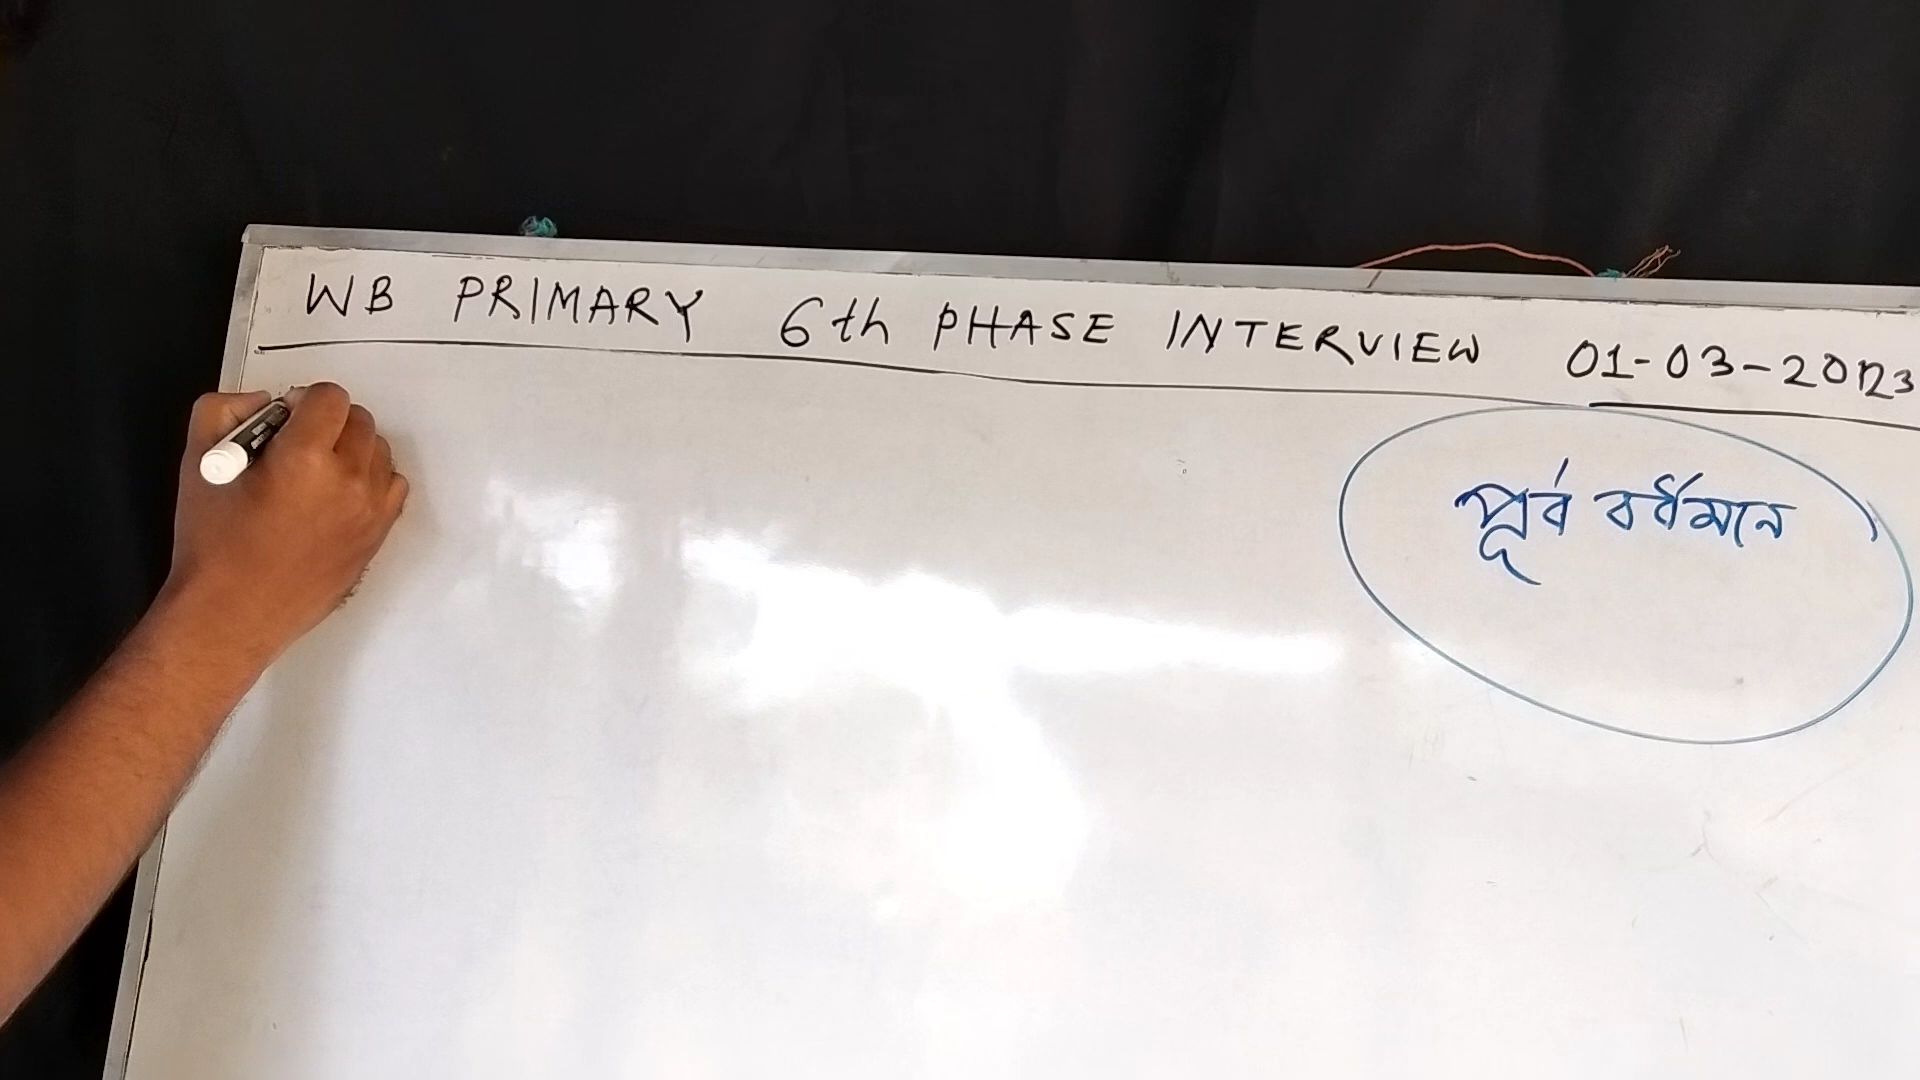 WB PRIMARY 6th PHASE INTERVIEW 01-03-2023
পূর্ব বর্ধমান